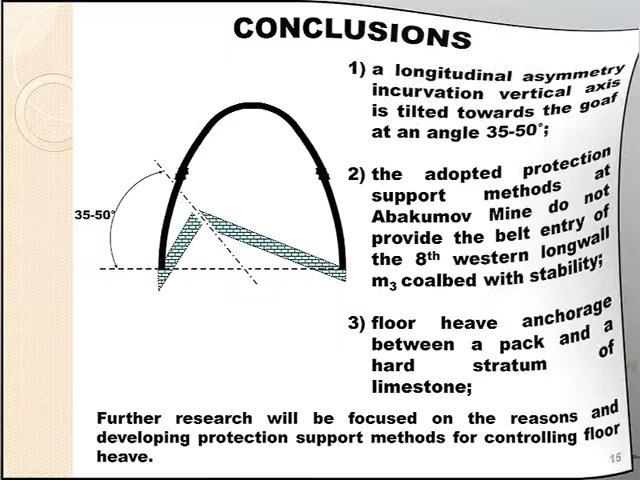 CONCLUSIONS
1) a longitudinal asymmetry
incurvation vertical axis
is tilted towards the goaf
at an angle 35-50˚;
2) the adopted protection
support methods at
Abakumov Mine do not
provide the belt entry of
the 8th western longwall
m3 coalbed with stability;
3) floor heave anchorage
between a pack and a
hard stratum of
limestone;
35-50°
Further research will be focused on the reasons and
developing protection support methods for controlling floor
heave.
15